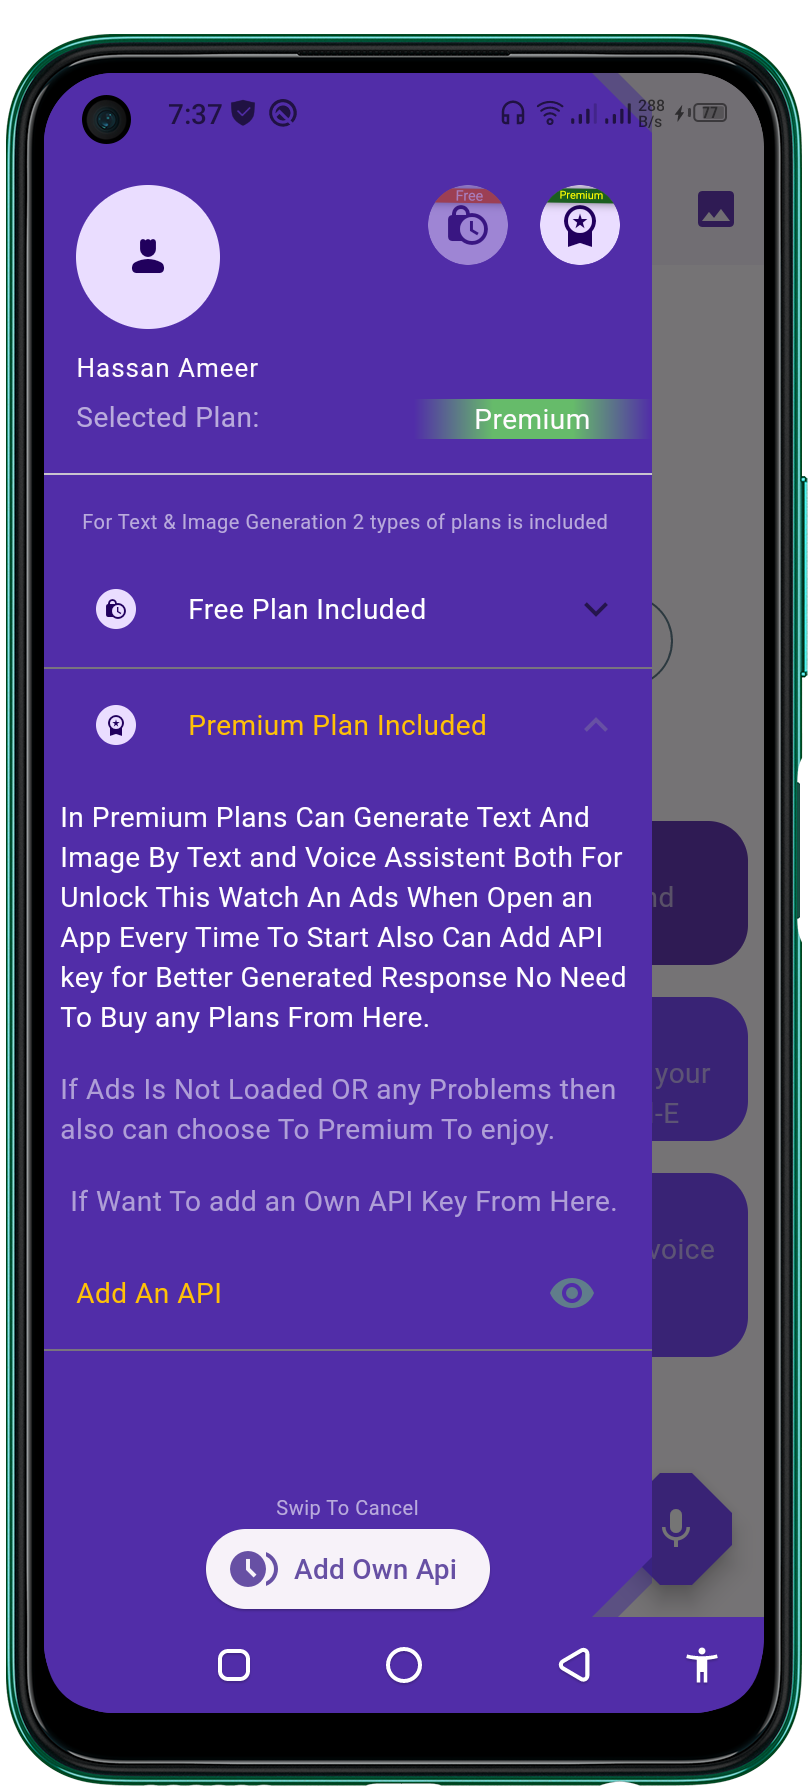 7:37
288
B/s
77
Free
Premium
Hassan Ameer
Selected Plan:
Premium
For Text & Image Generation 2 types of plans is included
Free Plan Included
Premium Plan Included
In Premium Plans Can Generate Text And
Image By Text and Voice Assistent Both For
Unlock This Watch An Ads When Open an
App Every Time To Start Also Can Add API
key for Better Generated Response No Need
To Buy any Plans From Here.
If Ads Is Not Loaded OR any Problems then
also can choose To Premium To enjoy.
If Want To add an Own API Key From Here.
your
-E
voice
Add An API
Swip To Cancel
Add Own Api